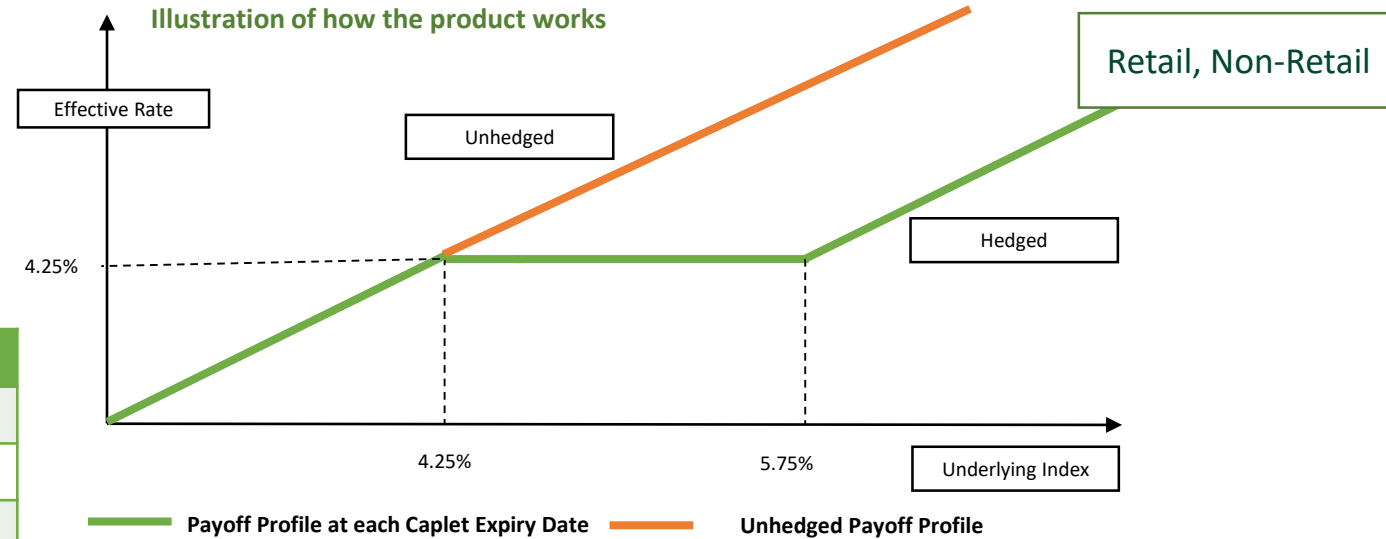 Illustration of how the product works
Retail, Non-Retail
Effective Rate
Unhedged
Hedged
4.25%
4.25%
5.75%
Underlying Index
Payoff Profile at each Caplet Expiry Date
Unhedged Payoff Profile